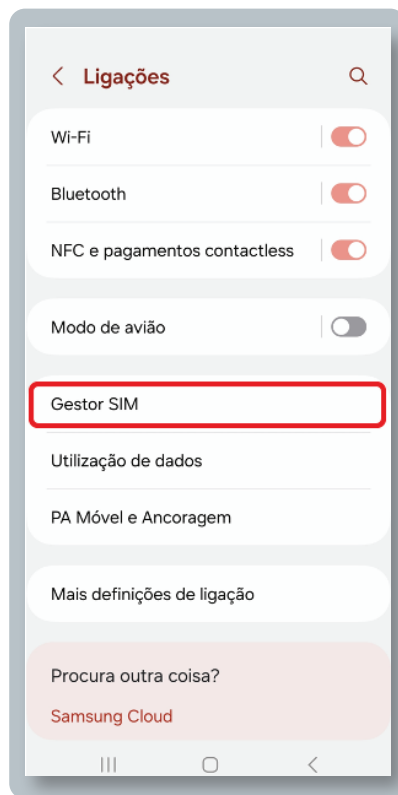 Ligações
Wi-Fi
Bluetooth
NFC e pagamentos contactless
Modo de avião
Gestor SIM
Utilização de dados
PA Móvel e Ancoragem
Mais definições de ligação
Procura outra coisa?
Samsung Cloud